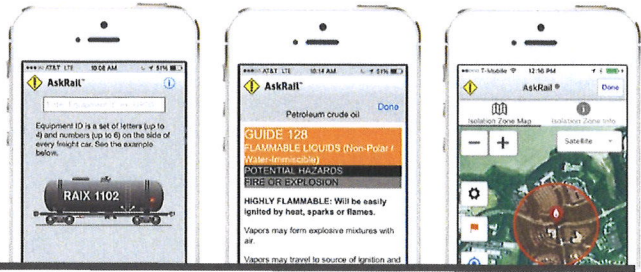 AT&T LTE 10:08 AM 51%
AskRail™
Equipment ID is a set of letters (up to
4) and numbers (up to 6) on the side of
every freight car. See the example
below.
RAIX 1102
AT&T LTE 10:14 AM 51%
AskRail™
Done
Petroleum crude oil
GUIDE 128
FLAMMABLE LIQUIDS (Non-Polar /
Water-Immiscible)
POTENTIAL HAZARDS
FIRE OR EXPLOSION
HIGHLY FLAMMABLE: Will be easily
ignited by heat, sparks or flames.
Vapors may form explosive mixtures with
air.
Vapors may travel to source of ignition and
T-Mobile 12:16 PM
AskRail ®
Done
Isolation Zone Map
Isolation Zone Info
− +
Satellite